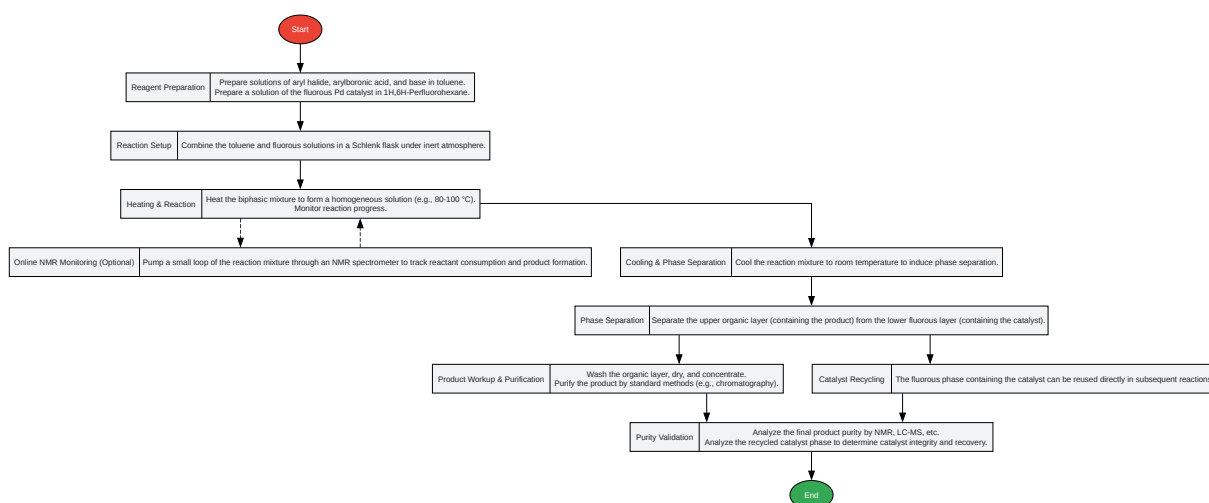 Start
Reagent Preparation
Prepare solutions of aryl halide, arylboronic acid, and base in toluene.
Prepare a solution of the fluorous Pd catalyst in 1H,6H-Perfluorohexane.
Reaction Setup
Combine the toluene and fluorous solutions in a Schlenk flask under inert atmosphere.
Heating & Reaction
Heat the biphasic mixture to form a homogeneous solution (e.g., 80-100 °C).
Monitor reaction progress.
Online NMR Monitoring (Optional)
Pump a small loop of the reaction mixture through an NMR spectrometer to track reactant consumption and product formation.
Cooling & Phase Separation
Cool the reaction mixture to room temperature to induce phase separation.
Phase Separation
Separate the upper organic layer (containing the product) from the lower fluorous layer (containing the catalyst).
Product Workup & Purification
Wash the organic layer, dry, and concentrate.
Purify the product by standard methods (e.g., chromatography).
Catalyst Recycling
The fluorous phase containing the catalyst can be reused directly in subsequent reactions
Purity Validation
Analyze the final product purity by NMR, LC-MS, etc.
Analyze the recycled catalyst phase to determine catalyst integrity and recovery.
End